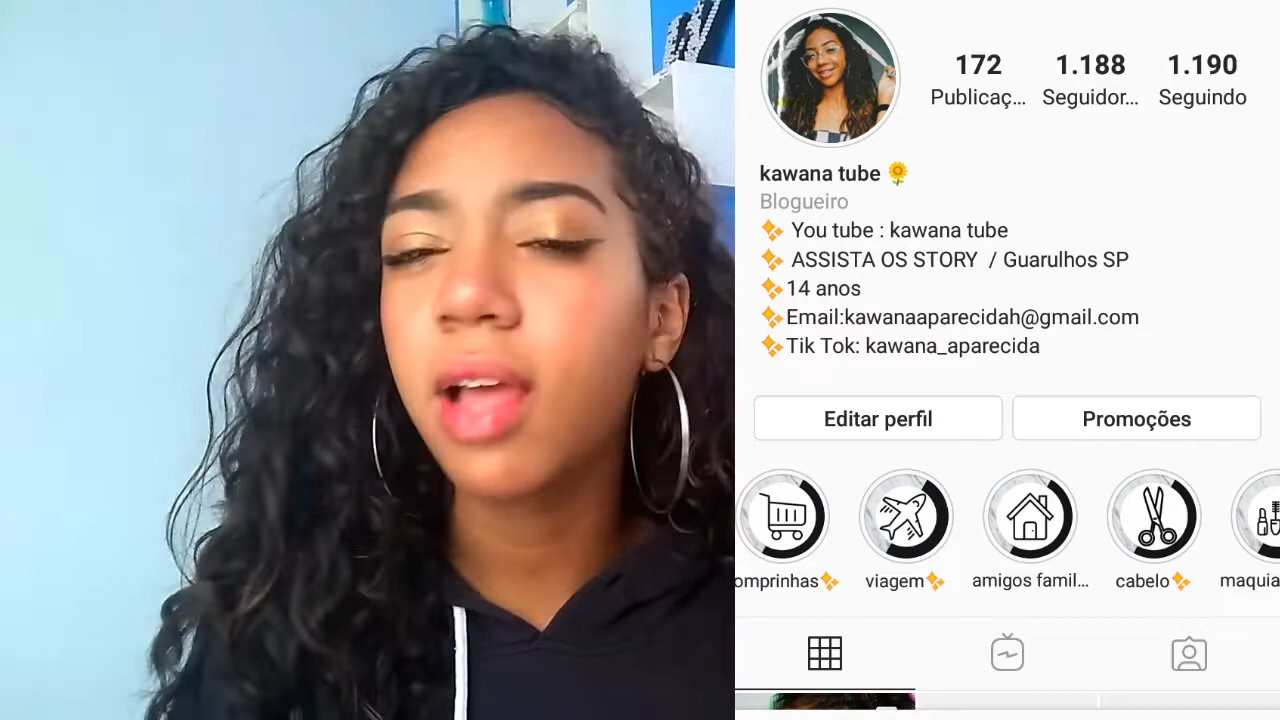 172 1.188 1.190
Publicaç... Seguidor... Seguindo
kawana tube 🌻
Blogueiro
✨ You tube : kawana tube
✨ ASSISTA OS STORY / Guarulhos SP
✨14 anos
✨Email:kawanaaparecidah@gmail.com
✨Tik Tok: kawana_aparecida
Editar perfil Promoções
omprinhas✨ viagem✨ amigos famil... cabelo✨ maquia